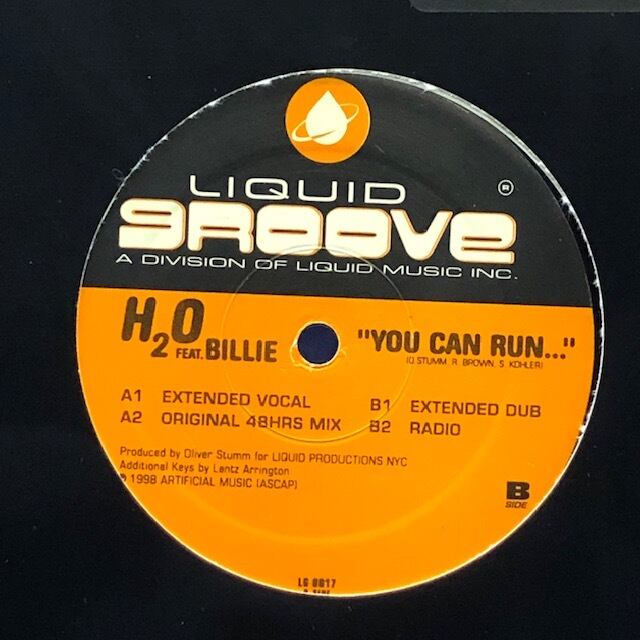 LIQUID
GROOVE ®
A DIVISION OF LIQUID MUSIC INC.
H2O
FEAT. BILLIE
"YOU CAN RUN..."
(O STUMM, R. BROWN, S. KOHLER)
A1 EXTENDED VOCAL
A2 ORIGINAL 48HRS MIX
B1 EXTENDED DUB
B2 RADIO
Produced by Oliver Stumm for LIQUID PRODUCTIONS NYC
Additional Keys by Lentz Arrington
℗ 1998 ARTIFICIAL MUSIC (ASCAP)
B
SIDE
LG 0017